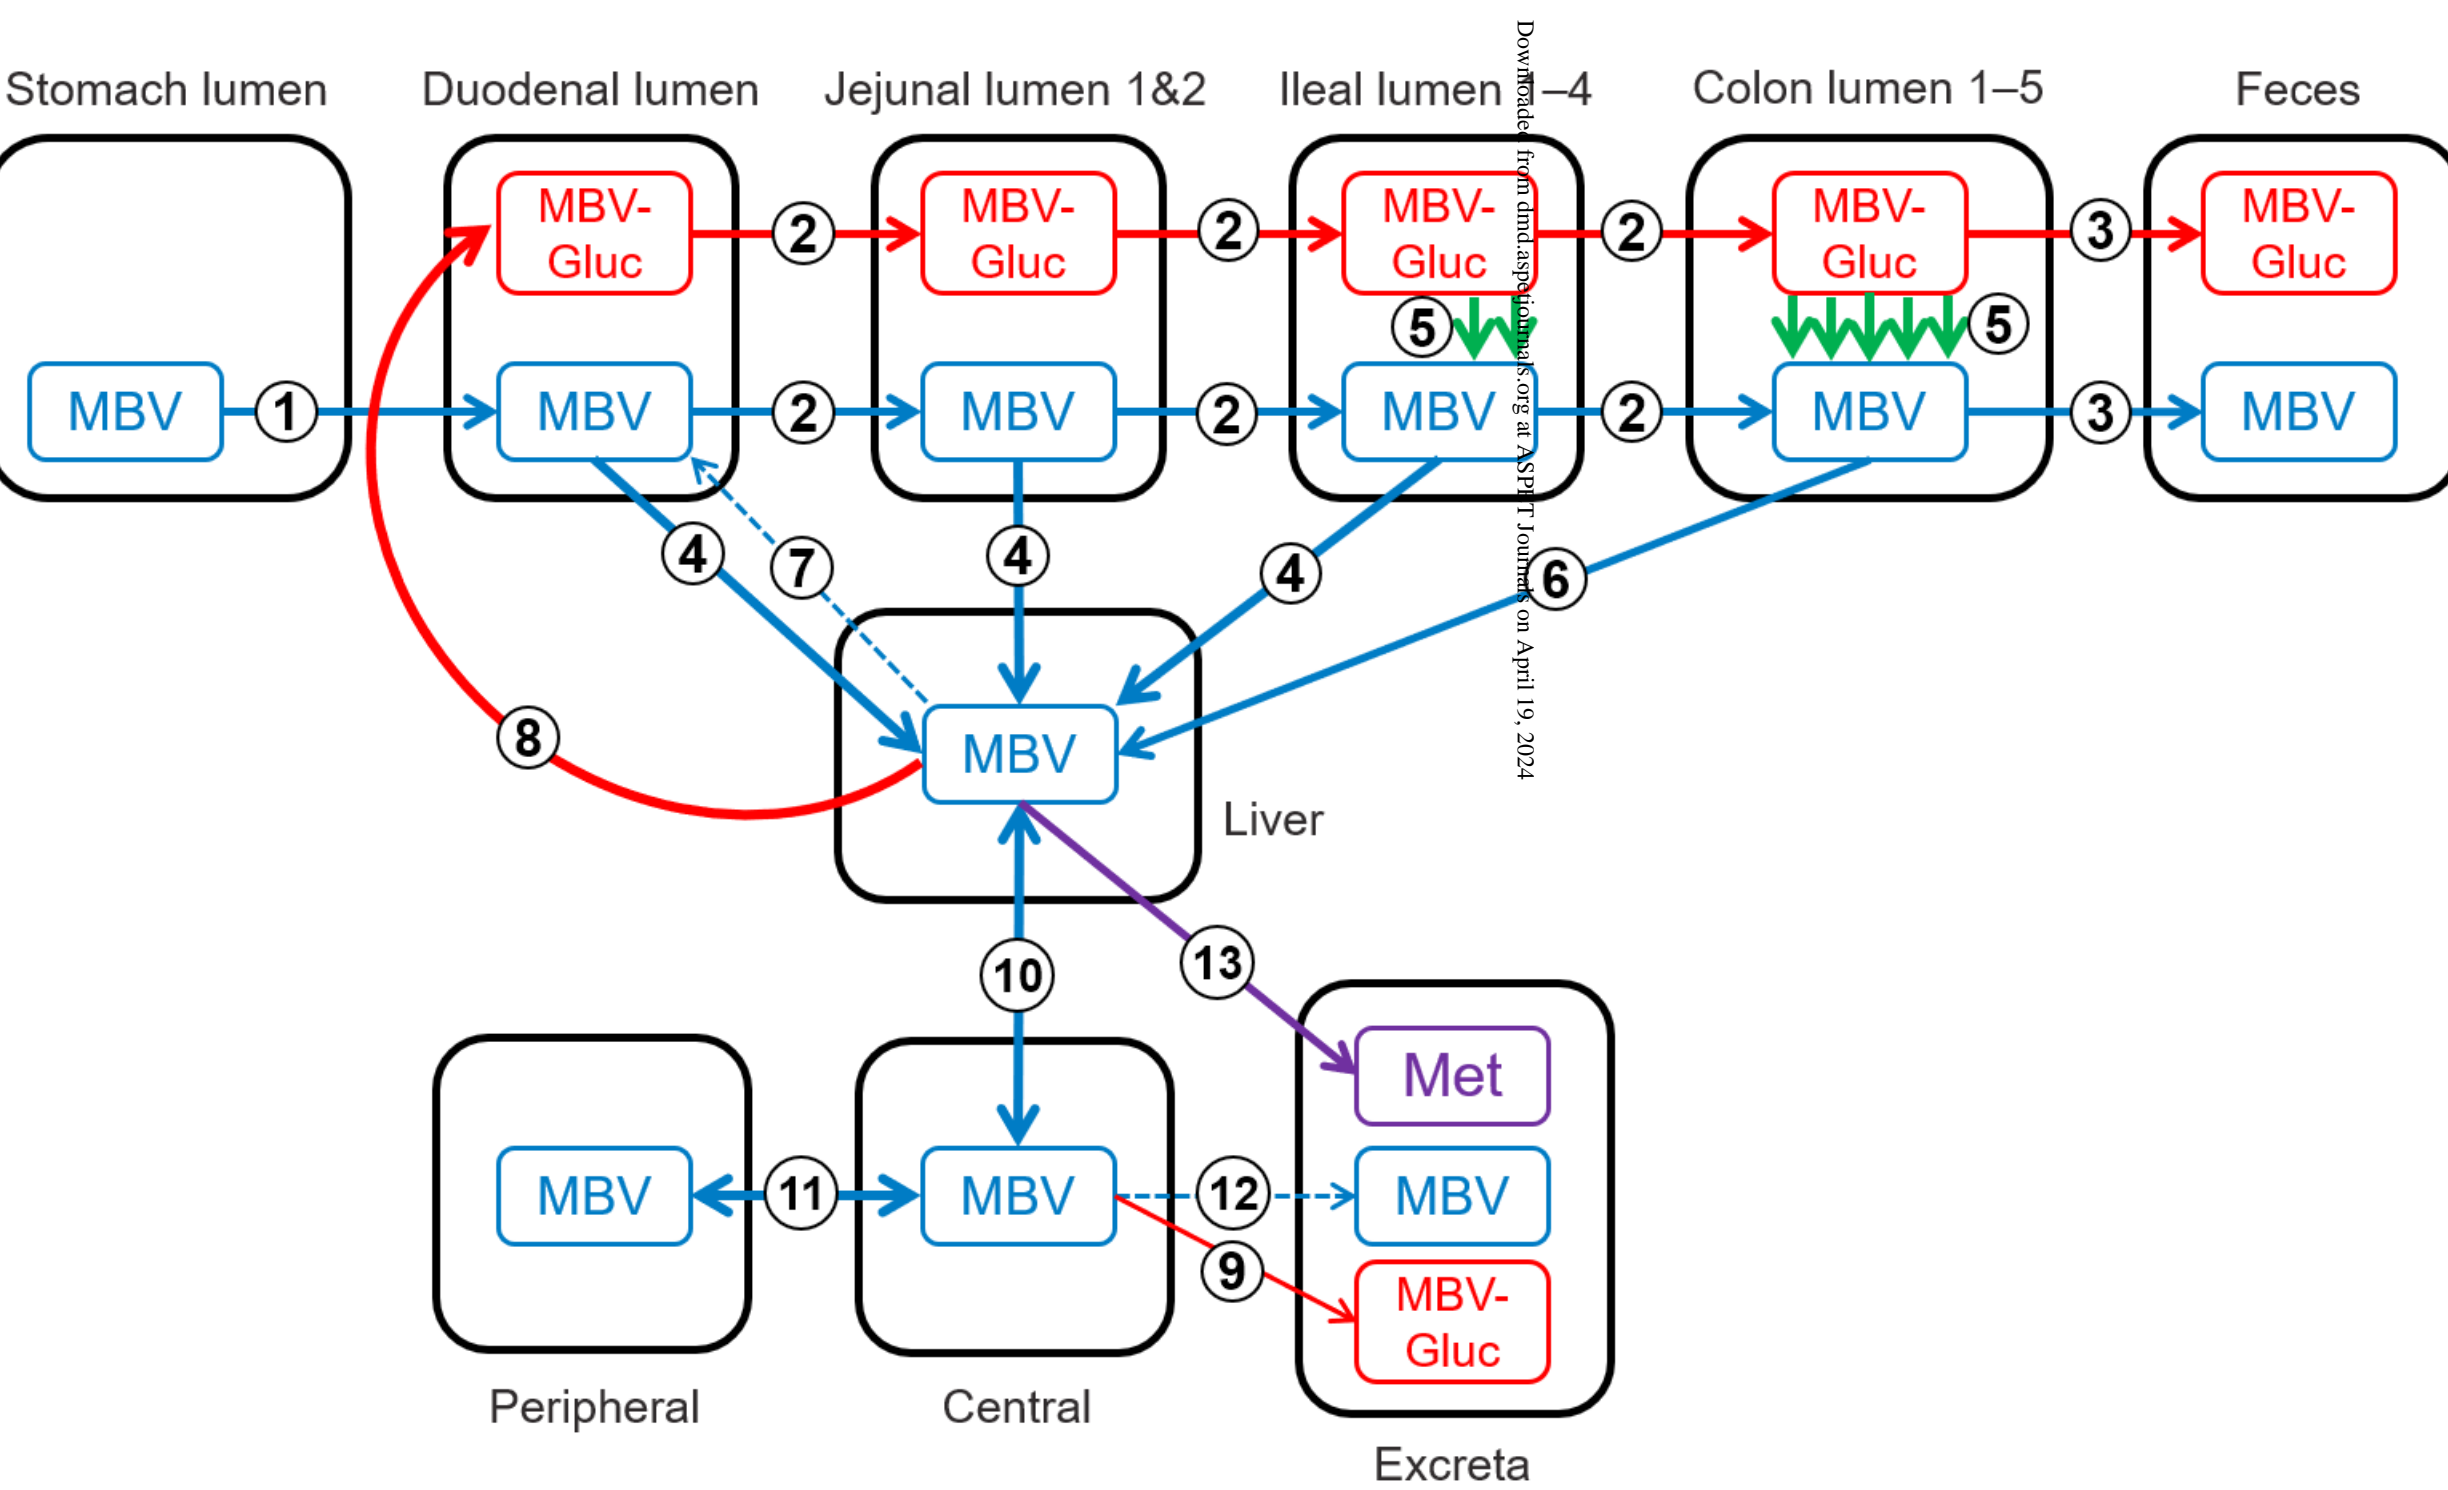 Stomach lumen
Duodenal lumen
Jejunal lumen 1&2
Ileal lumen 1–4
Colon lumen 1–5
Feces
MBV-
Gluc
2
MBV-
Gluc
2
MBV-
Gluc
2
MBV-
Gluc
3
MBV-
Gluc
5
5
MBV
1
MBV
2
MBV
2
MBV
2
MBV
3
MBV
4
7
4
4
6
8
MBV
Liver
10
13
Met
MBV
11
MBV
12
MBV
9
MBV-
Gluc
Peripheral
Central
Excreta
Downloaded from dmd.aspetjournals.org at ASPET Journals on April 19, 2024